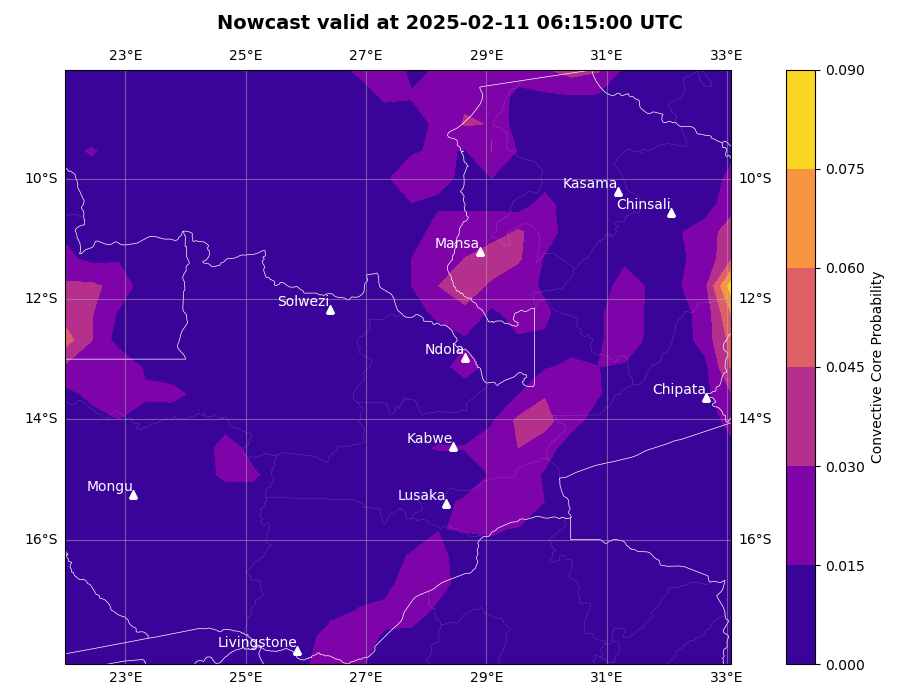 Nowcast valid at 2025-02-11 06:15:00 UTC
23°E 25°E 27°E 29°E 31°E 33°E
0.090
0.075
0.060
0.045
0.030
0.015
0.000
Convective Core Probability
10°S 10°S
12°S 12°S
14°S 14°S
16°S 16°S
Kasama
Chinsali
Mansa
Solwezi
Ndola
Chipata
Kabwe
Mongu
Lusaka
Livingstone
23°E 25°E 27°E 29°E 31°E 33°E